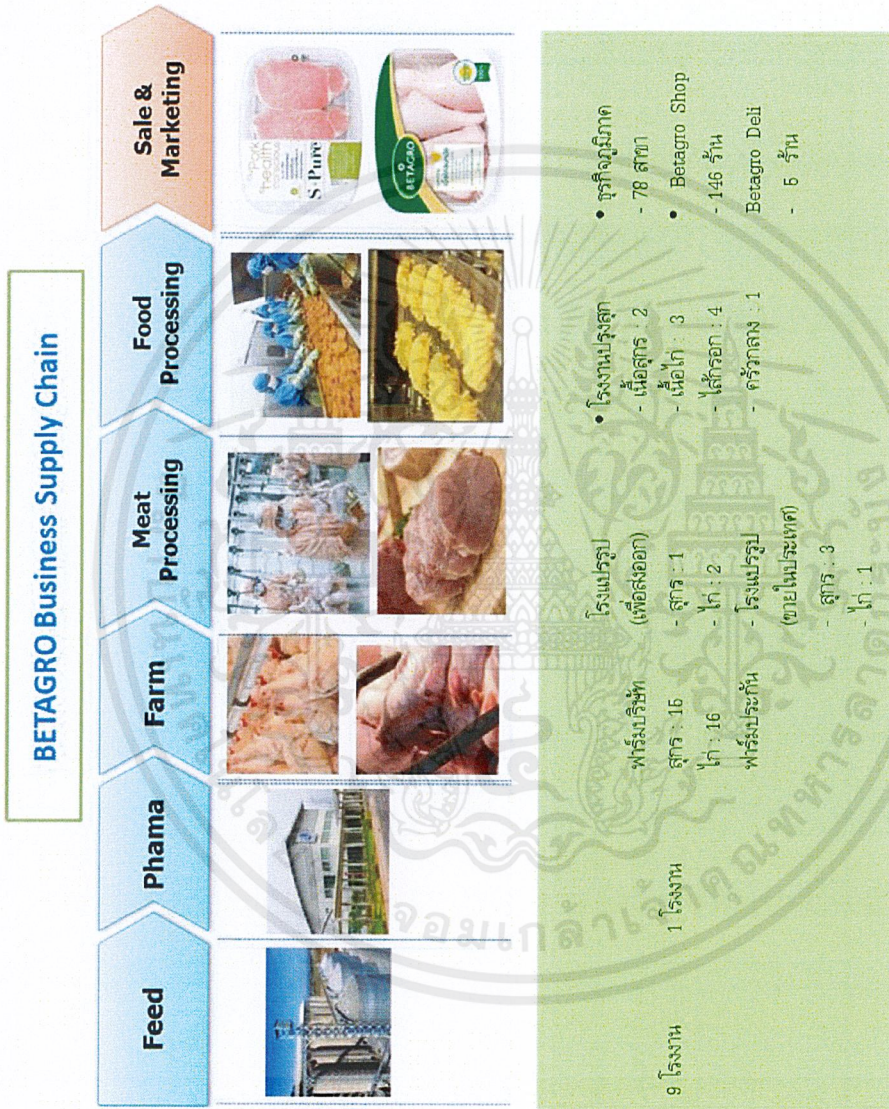 BETAGRO Business Supply Chain
Feed
Phama
Farm
Meat
Processing
Food
Processing
Sale &
Marketing
Pork
health
S-Pure
BETAGRO
9 โรงงาน
1 โรงงาน
ฟาร์มบริษัท
สุกร : 16
ไก่ : 16
ฟาร์มประกัน
โรงแปรรูป
(เพื่อส่งออก)
- สุกร : 1
- ไก่ : 2
- โรงแปรรูป
(ขายในประเทศ)
- สุกร : 3
- ไก่ : 1
• โรงงานปรุงสุก
- เนื้อสุกร : 2
- เนื้อไก่ : 3
- ไส้กรอก : 4
- ครัวกลาง : 1
• ธุรกิจภูมิภาค
- 78 สาขา
• Betagro Shop
- 146 ร้าน
Betagro Deli
- 5 ร้าน